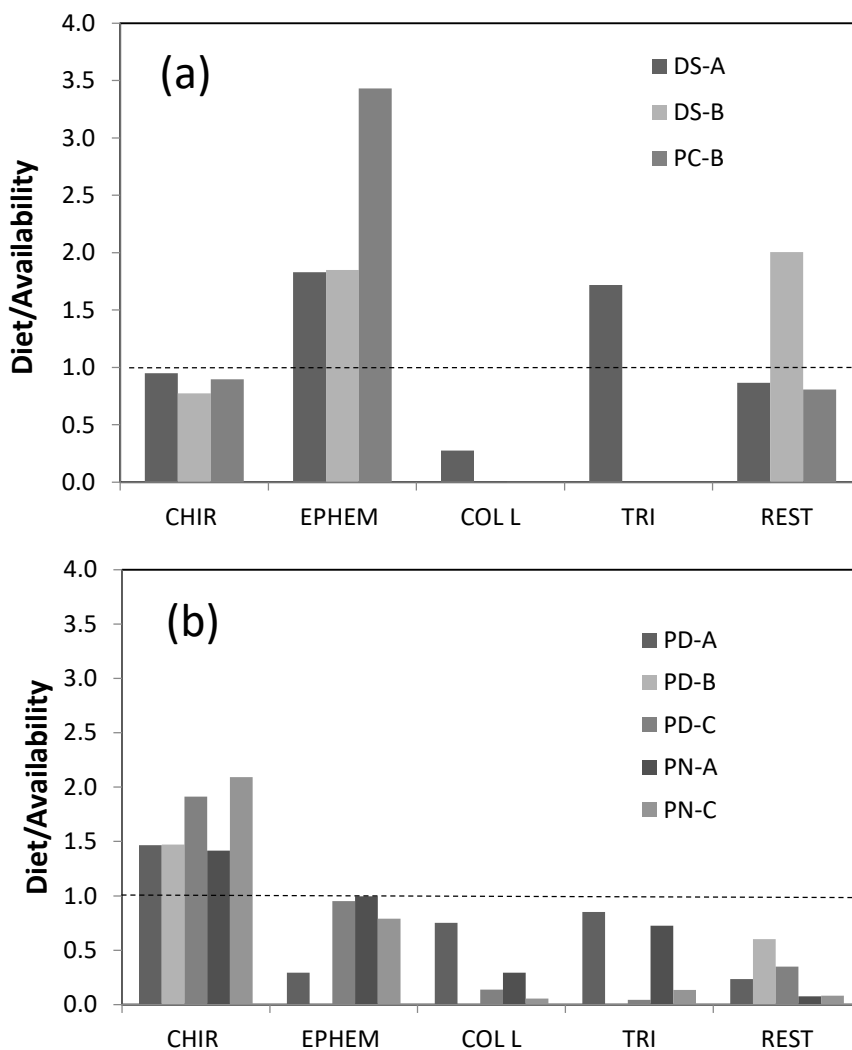 (a)
DS-A
DS-B
PC-B
Diet/Availability
4.0
3.5
3.0
2.5
2.0
1.5
1.0
0.5
0.0
CHIR EPHEM COL L TRI REST
(b)
PD-A
PD-B
PD-C
PN-A
PN-C
Diet/Availability
4.0
3.5
3.0
2.5
2.0
1.5
1.0
0.5
0.0
CHIR EPHEM COL L TRI REST